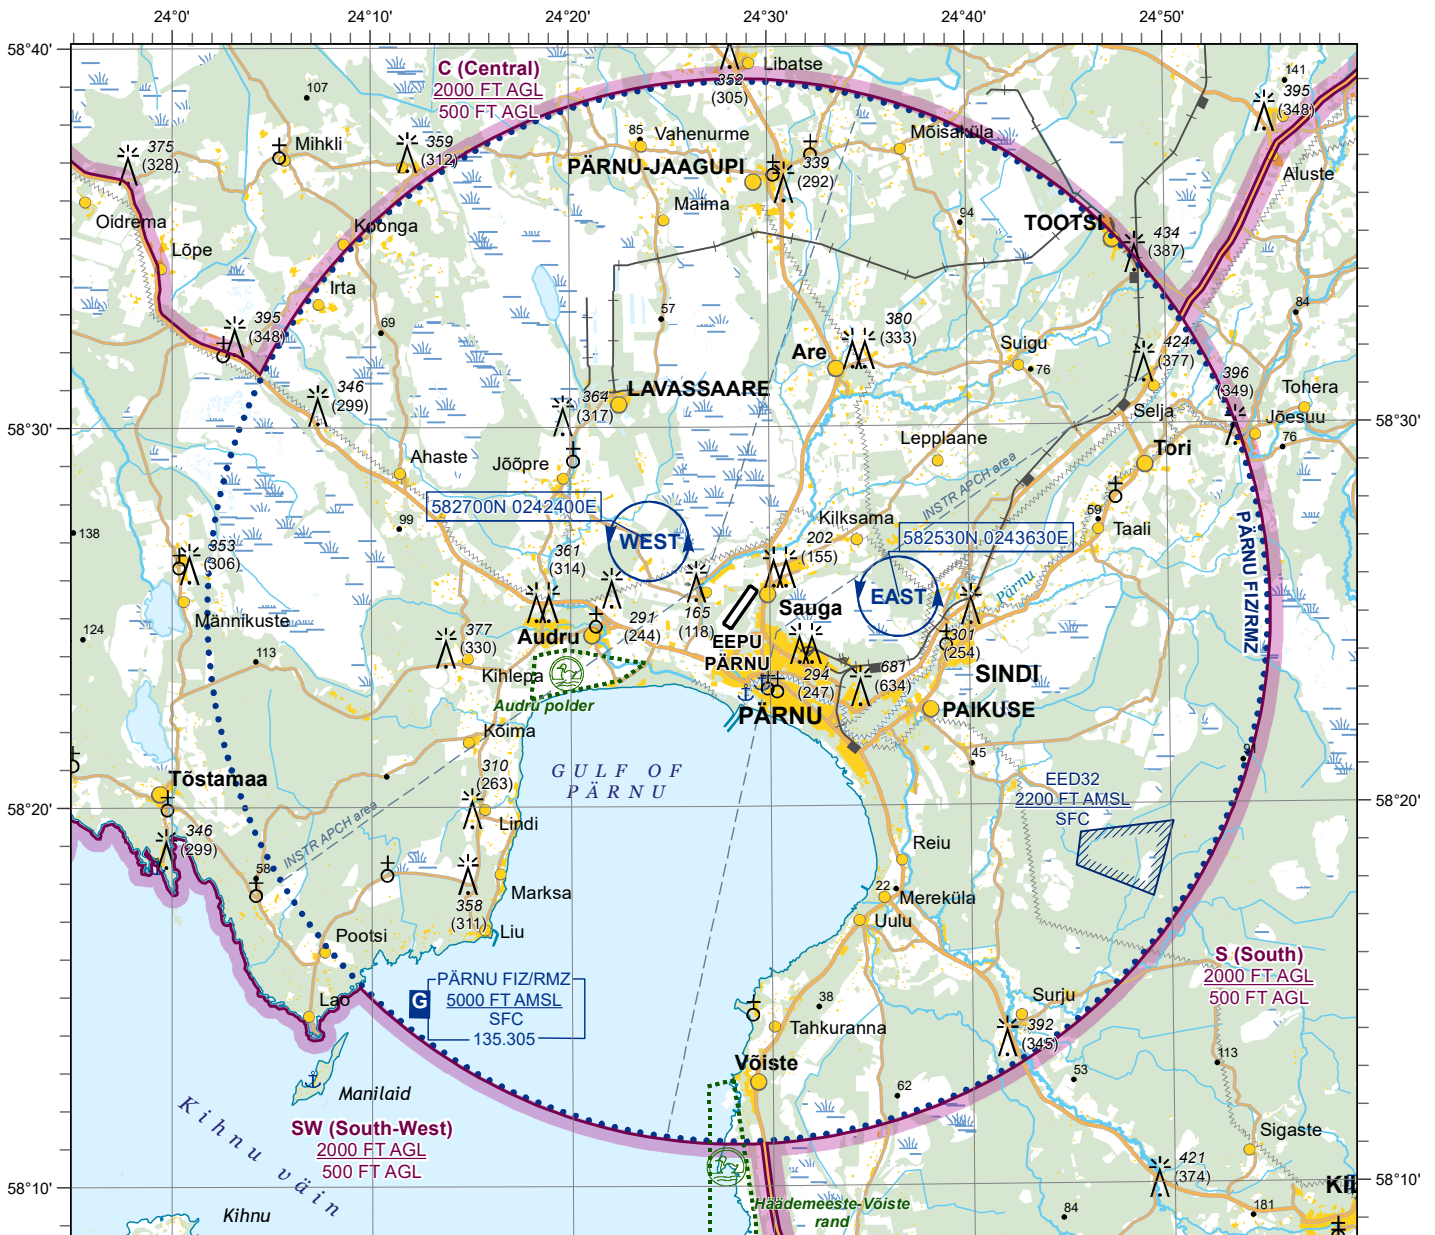 24°0'
24°10'
24°20'
24°30'
24°40'
24°50'
58°40'
58°40'
C (Central)
2000 FT AGL
500 FT AGL
352
(305)
Libatse
141
395
(348)
107
Mihkli
359
(312)
85
Vahenurme
Mõisaküla
375
(328)
PÄRNU-JAAGUPI
339
(292)
Aluste
Oidrema
Maima
94
TOOTSI
Koonga
434
(387)
Lõpe
Irta
57
84
395
(348)
69
380
(333)
Are
Suigu
76
424
(377)
396
(349)
Tohera
346
(299)
364
(317)
LAVASSAARE
Selja
Jõesuu
58°30'
58°30'
Lepplaane
76
Tori
Ahaste
Jõõpre
INSTR APCH area
582700N 0242400E
99
Kilksama
59
Taali
138
WEST
202
(155)
582530N 0243630E
353
(306)
361
(314)
PÄRNU FIZ/RMZ
Pärnu
EAST
Männikuste
165
(118)
291
(244)
Sauga
EEPU
PÄRNU
124
377
(330)
Audru
301
(254)
113
Kihlepa
681
(634)
SINDI
294
(247)
Audru polder
PÄRNU
PAIKUSE
Kõima
45
91
310
(263)
GULF OF
PÄRNU
Tõstamaa
EED32
2200 FT AMSL
SFC
58°20'
58°20'
INSTR APCH area
Lindi
346
(299)
Reiu
58
Marksa
22
Mereküla
358
(311)
Uulu
Liu
Pootsi
S (South)
2000 FT AGL
500 FT AGL
G
PÄRNU FIZ/RMZ
5000 FT AMSL
SFC
135.305
Lao
38
Surju
Tahkuranna
392
(345)
113
Võiste
53
Manilaid
62
Kihnu väin
SW (South-West)
2000 FT AGL
500 FT AGL
Sigaste
421
(374)
58°10'
58°10'
Häädemeeste-Võiste
rand
Kihnu
84
181